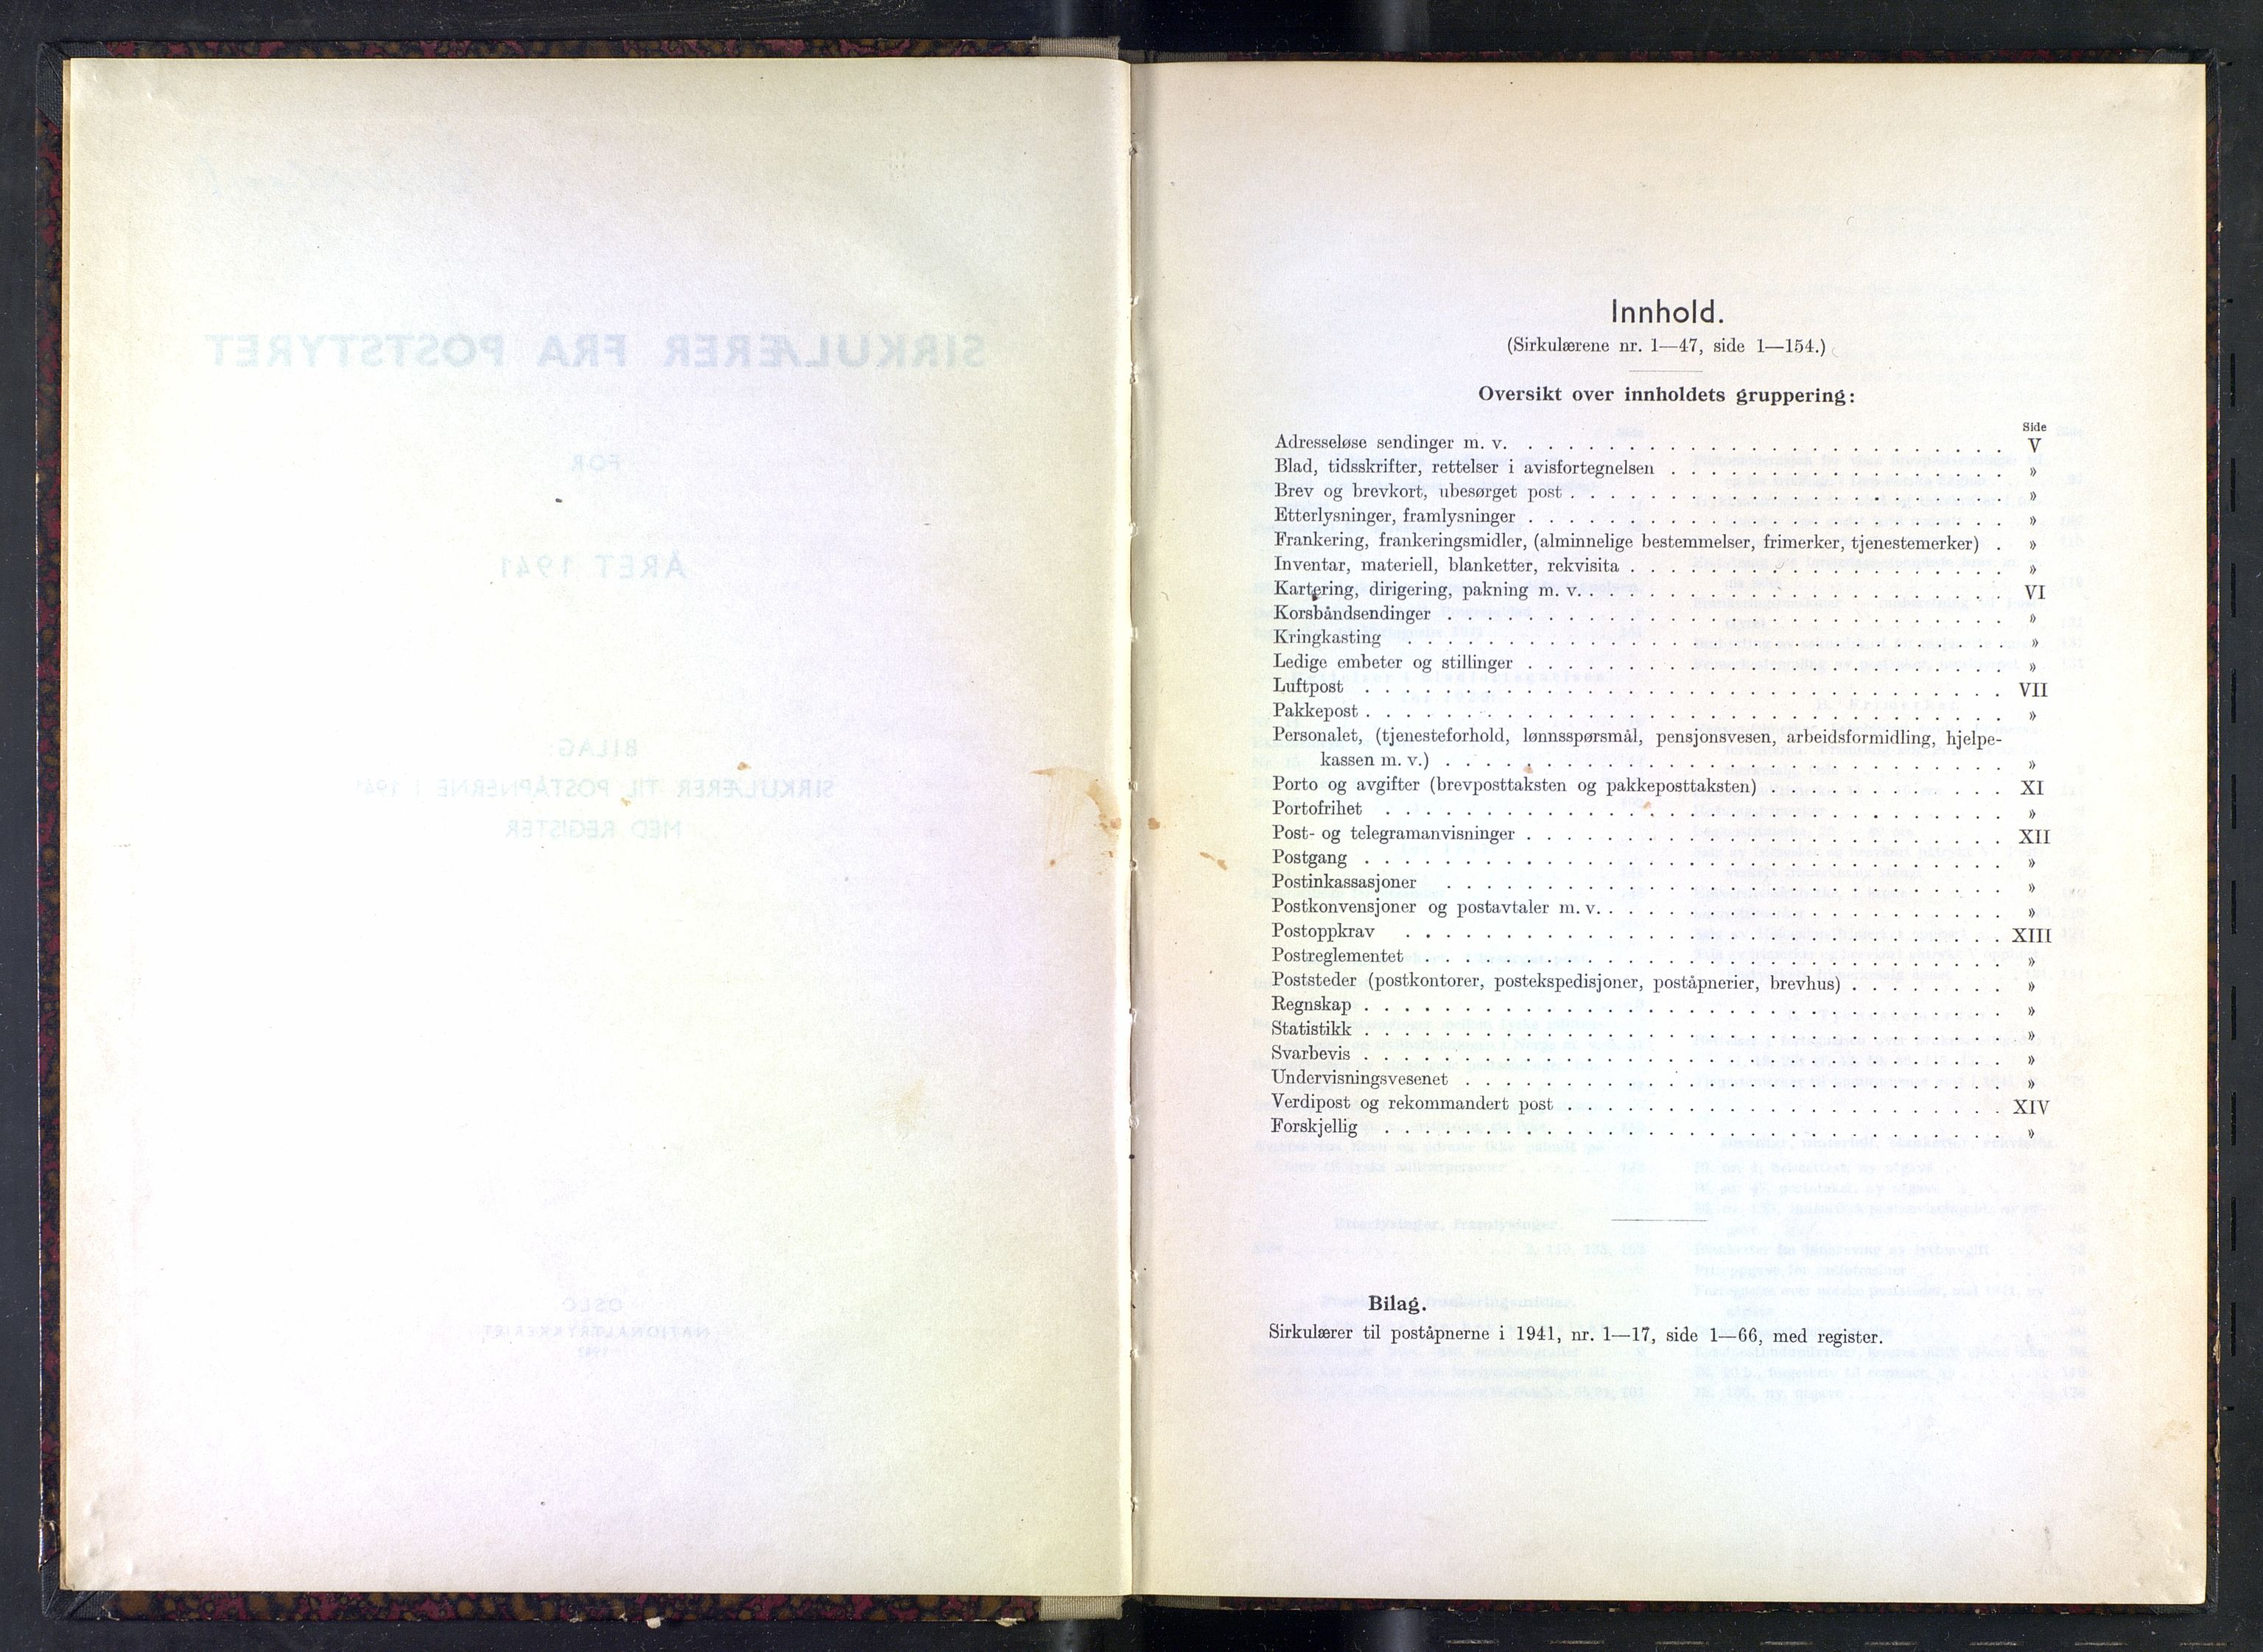 SIRKULÆRER FRA POSTSTYRET
FOR
ÅRET 1941
BILAG:
SIRKULÆRER TIL POSTÅPNERNE I 1941
MED REGISTER
OSLO
NATIONALTRYKKERIET
Innhold.
(Sirkulærene nr. 1—47, side 1—154.)
Oversikt over innholdets gruppering:
Side
Adresseløse sendinger m. v. . . . . . . . . . . . V
Blad, tidsskrifter, rettelser i avisfortegnelsen . . . . . . . . . . . »
Brev og brevkort, ubesørget post . . . . . . . . . . . »
Etterlysninger, framlysninger . . . . . . . . . . . »
Frankering, frankeringsmidler, (alminnelige bestemmelser, frimerker, tjenestemerker) . »
Inventar, materiell, blanketter, rekvisita . . . . . . . . . . . »
Kartering, dirigering, pakning m. v. . . . . . . . . . . . VI
Korsbåndsendinger . . . . . . . . . . . »
Kringkasting . . . . . . . . . . . »
Ledige embeter og stillinger . . . . . . . . . . . »
Luftpost . . . . . . . . . . . VII
Pakkepost . . . . . . . . . . . »
Personalet, (tjenesteforhold, lønnsspørsmål, pensjonsvesen, arbeidsformidling, hjelpe-
kassen m. v.) . . . . . . . . . . . »
Porto og avgifter (brevposttaksten og pakkeposttaksten) . . . . . . . . . XI
Portofrihet . . . . . . . . . . . »
Post- og telegramanvisninger . . . . . . . . . . . XII
Postgang . . . . . . . . . . . »
Postinkassasjoner . . . . . . . . . . . »
Postkonvensjoner og postavtaler m. v. . . . . . . . . . . . »
Postoppkrav . . . . . . . . . . . XIII
Postreglementet . . . . . . . . . . . »
Poststeder (postkontorer, postekspedisjoner, poståpnerier, brevhus) . . . . . . »
Regnskap . . . . . . . . . . . »
Statistikk . . . . . . . . . . . »
Svarbevis . . . . . . . . . . . »
Undervisningsvesenet . . . . . . . . . . . »
Verdipost og rekommandert post . . . . . . . . . . . XIV
Forskjellig . . . . . . . . . . . »
Bilag.
Sirkulærer til poståpnerne i 1941, nr. 1—17, side 1—66, med register.